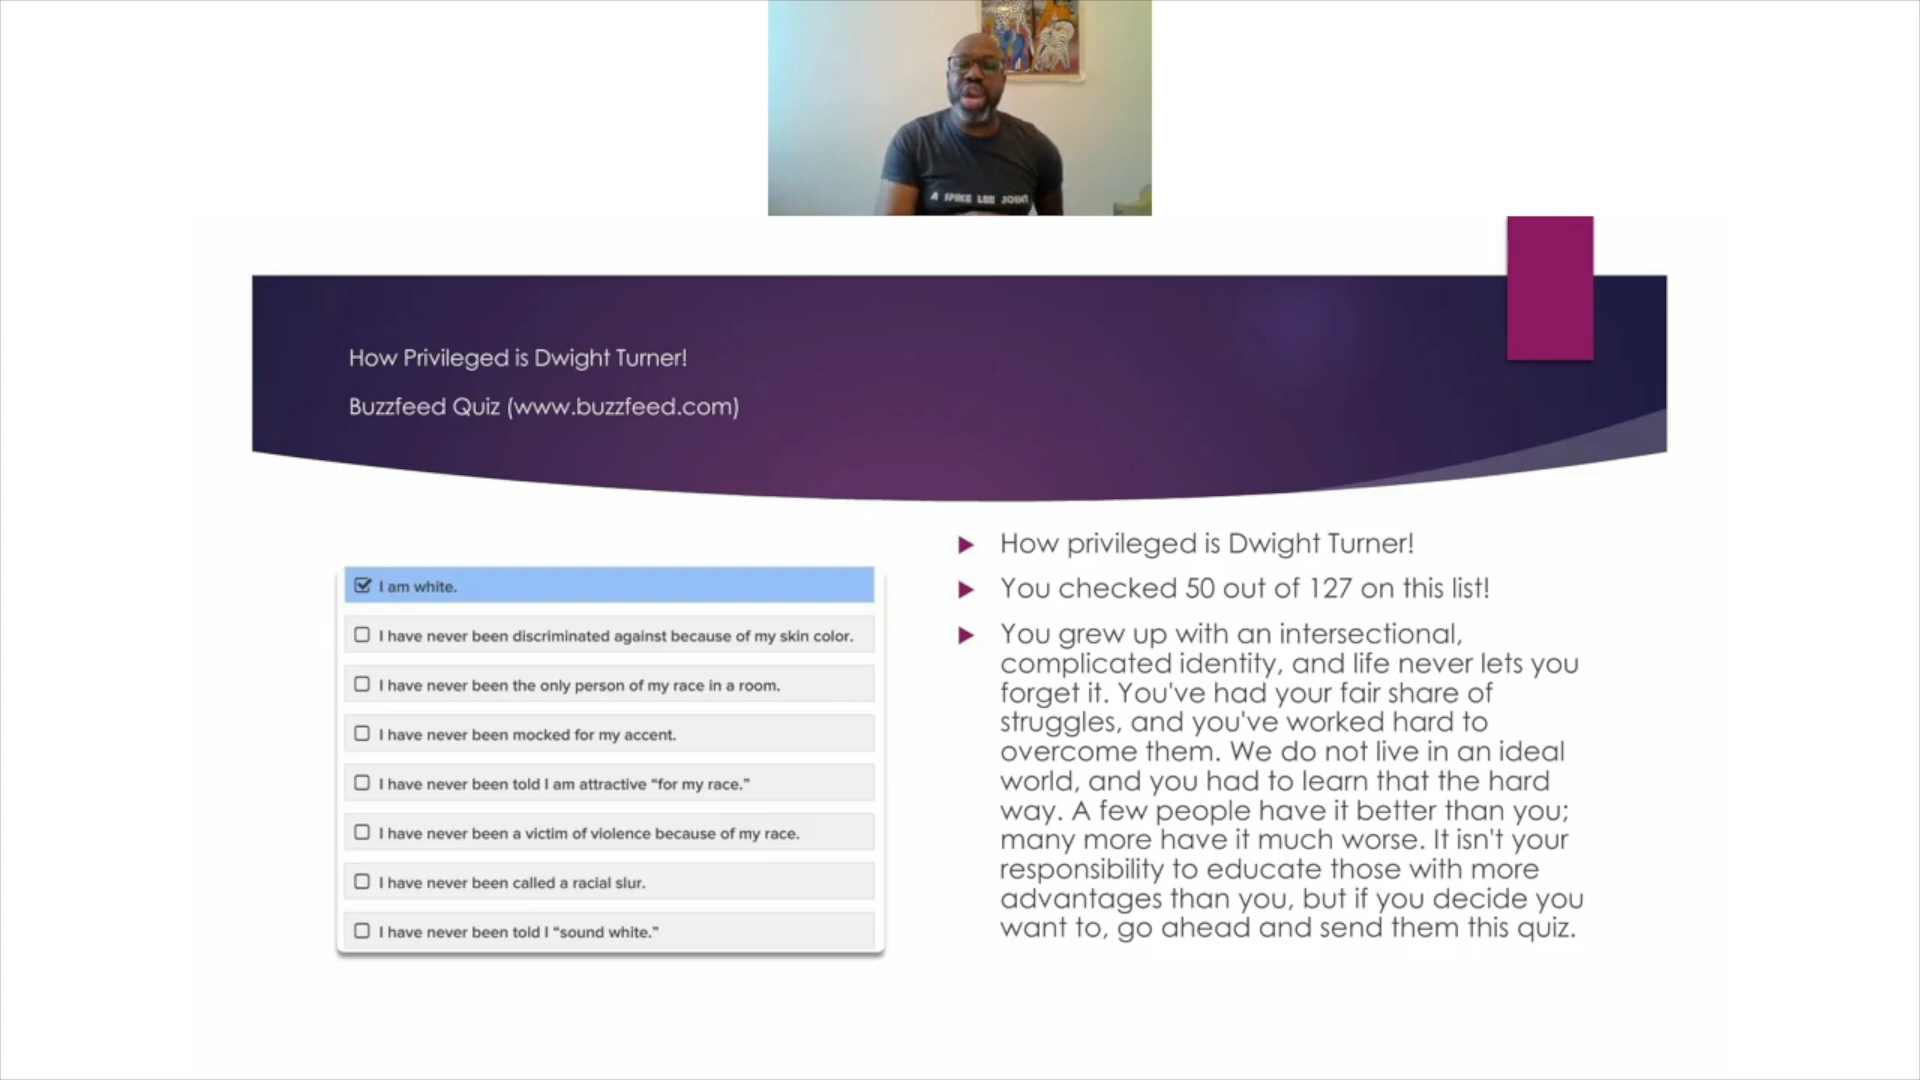 A SPIKE LEE JOINT
How Privileged is Dwight Turner!
Buzzfeed Quiz (www.buzzfeed.com)
I am white.
I have never been discriminated against because of my skin color.
I have never been the only person of my race in a room.
I have never been mocked for my accent.
I have never been told I am attractive “for my race.”
I have never been a victim of violence because of my race.
I have never been called a racial slur.
I have never been told I “sound white.”
How privileged is Dwight Turner!
You checked 50 out of 127 on this list!
You grew up with an intersectional,
complicated identity, and life never lets you
forget it. You've had your fair share of
struggles, and you've worked hard to
overcome them. We do not live in an ideal
world, and you had to learn that the hard
way. A few people have it better than you;
many more have it much worse. It isn't your
responsibility to educate those with more
advantages than you, but if you decide you
want to, go ahead and send them this quiz.